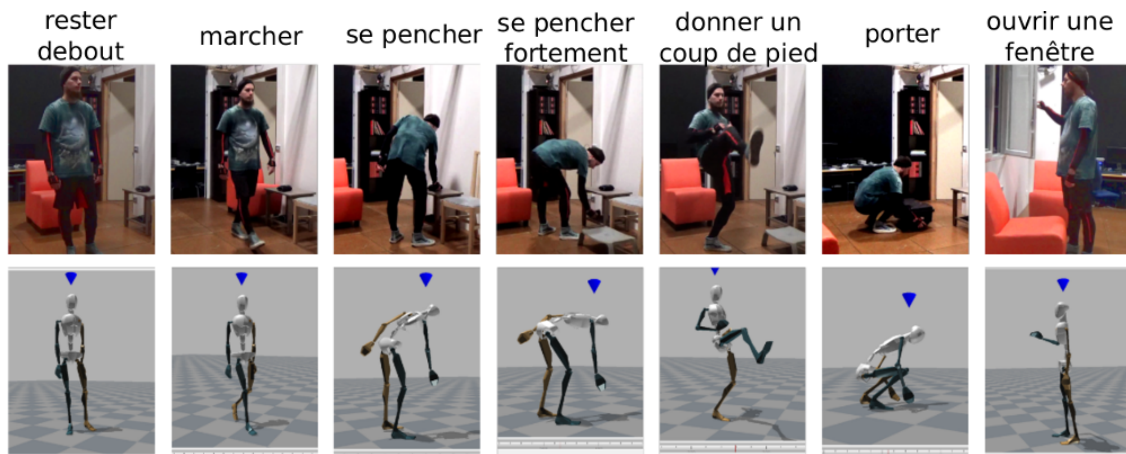 rester
debout
marcher
se pencher
se pencher
fortement
donner un
coup de pied
porter
ouvrir une
fenêtre